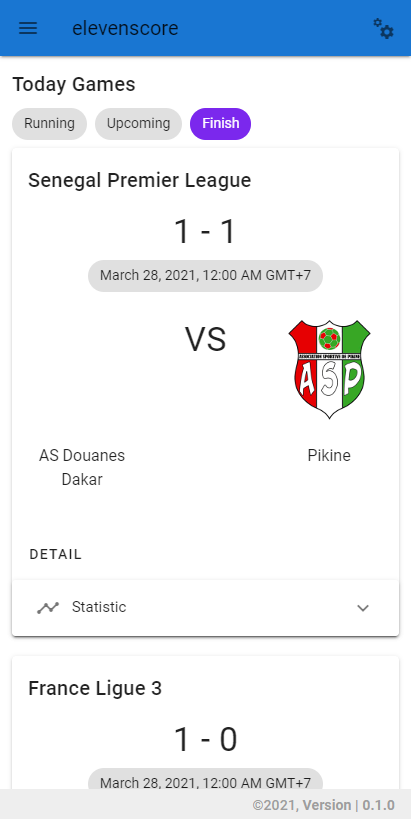 elevenscore
Today Games
Running
Upcoming
Finish
Senegal Premier League
1 - 1
March 28, 2021, 12:00 AM GMT+7
VS
ASSOCIATION SPORTIVE DE PIKINE
ASP
AS Douanes
Dakar
Pikine
DETAIL
Statistic
France Ligue 3
1 - 0
March 28, 2021, 12:00 AM GMT+7
©2021, Version | 0.1.0